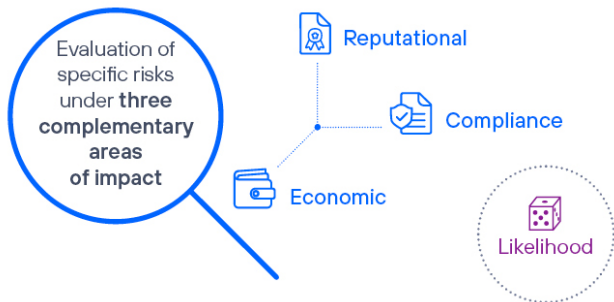 Evaluation of
specific risks
under three
complementary
areas
of impact
Reputational
Compliance
Economic
Likelihood